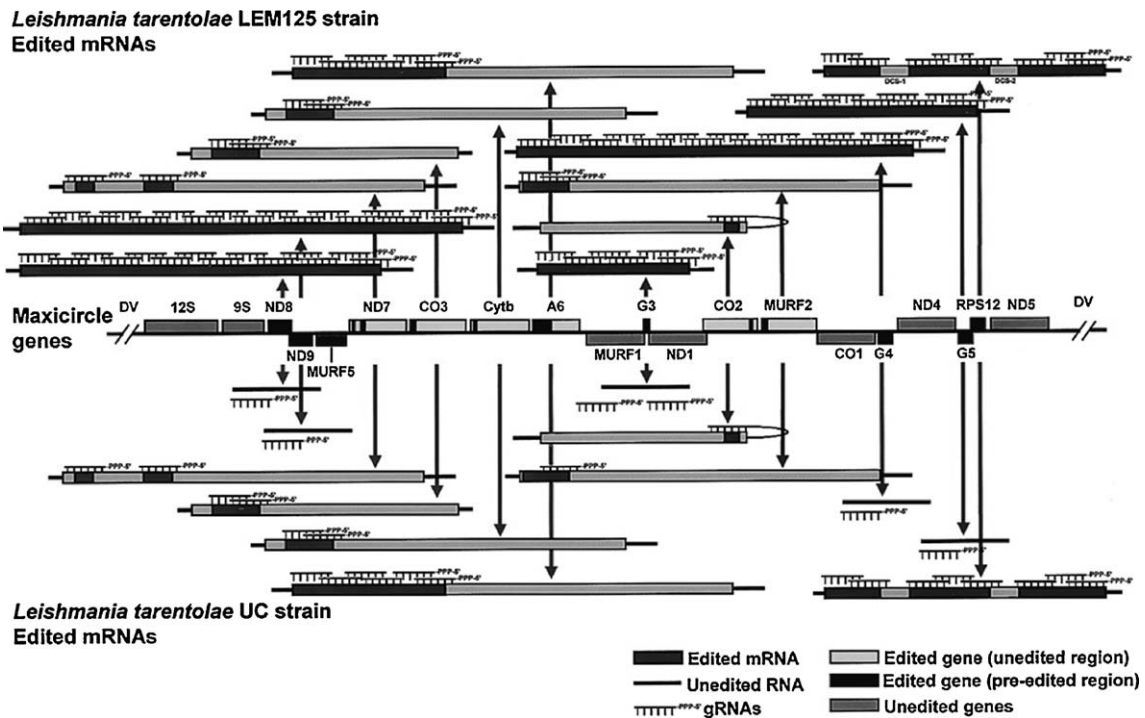 Leishmania tarentolae LEM125 strain
Edited mRNAs
DCS-1 DCS-2
DV 12S 9S ND8 ND7 CO3 Cytb A6 G3 CO2 MURF2 ND4 RPS12 ND5 DV
Maxicircle
genes
ND9 MURF5 MURF1 ND1 CO1 G4 G5
Leishmania tarentolae UC strain
Edited mRNAs
Edited mRNA Edited gene (unedited region)
Unedited RNA Edited gene (pre-edited region)
PPP-5' gRNAs Unedited genes